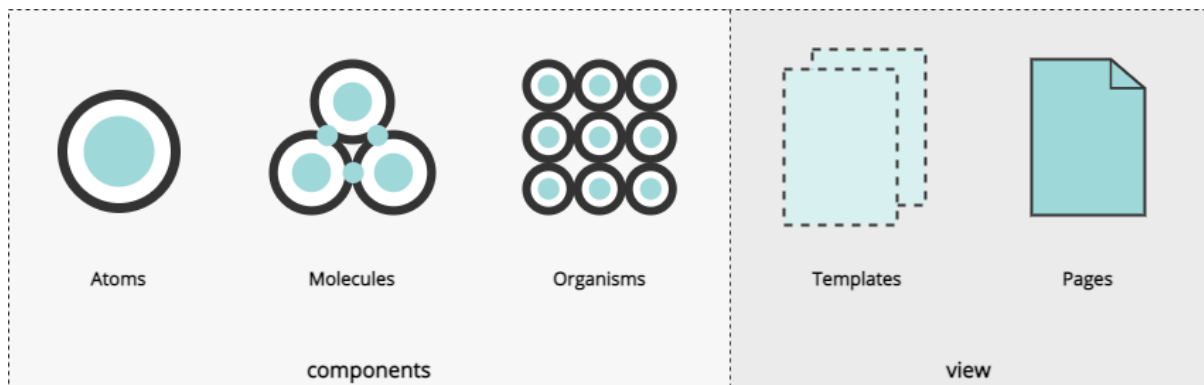 Atoms
Molecules
Organisms
Templates
Pages
components
view